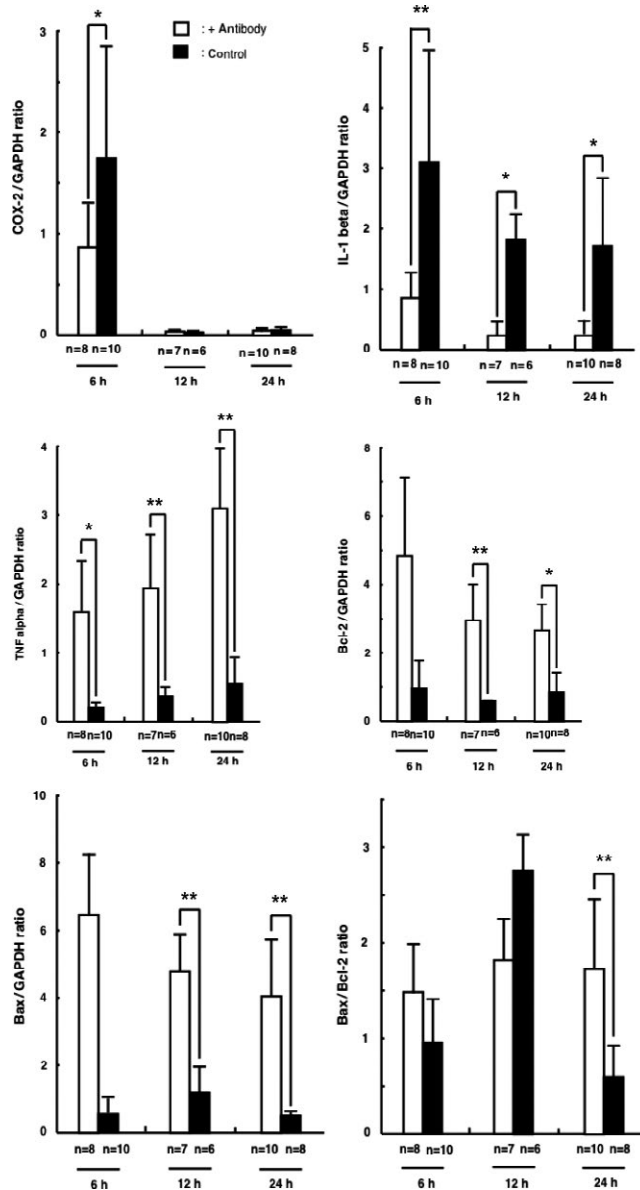 COX-2 / GAPDH ratio
3
2
1
0
*
: + Antibody
: Control
n=8 n=10
n=7 n=6
n=10 n=8
6 h
12 h
24 h
IL-1 beta / GAPDH ratio
5
4
3
2
1
0
**
*
*
n=8 n=10
n=7 n=6
n=10 n=8
6 h
12 h
24 h
TNF alpha / GAPDH ratio
4
3
2
1
0
*
**
**
n=8n=10
n=7n=6
n=10n=8
6 h
12 h
24 h
Bcl-2 / GAPDH ratio
8
6
4
2
0
**
*
n=8n=10
n=7 n=6
n=10n=8
6 h
12 h
24 h
Bax / GAPDH ratio
10
8
6
4
2
0
**
**
n=8 n=10
n=7 n=6
n=10 n=8
6 h
12 h
24 h
Bax / Bcl-2 ratio
3
2
1
0
**
n=8 n=10
n=7 n=6
n=10 n=8
6 h
12 h
24 h